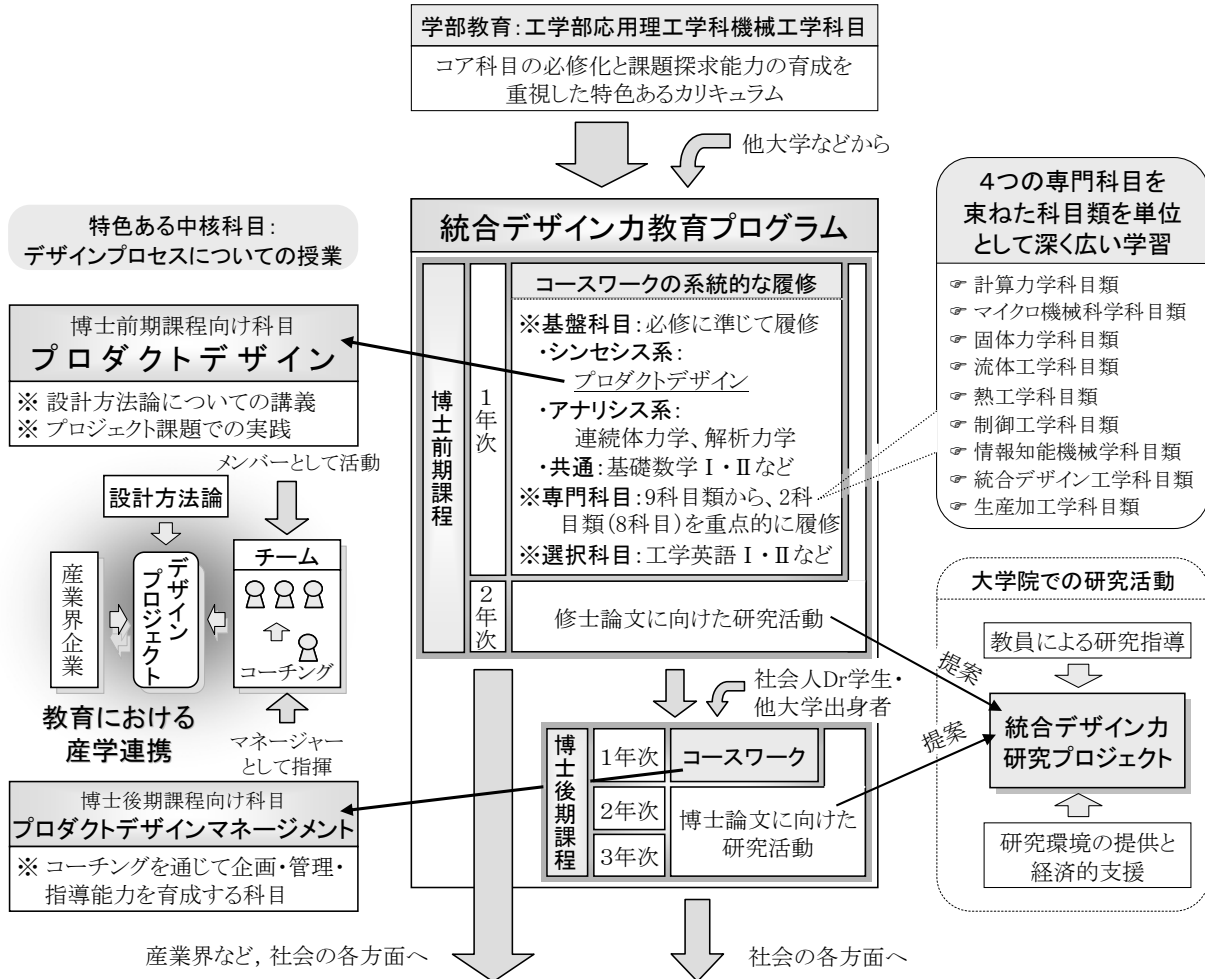 学部教育：工学部応用理工学科機械工学科目
コア科目の必修化と課題探求能力の育成を
重視した特色あるカリキュラム
他大学などから
特色ある中核科目：
デザインプロセスについての授業
博士前期課程向け科目
プロダクトデザイン
※ 設計方法論についての講義
※ プロジェクト課題での実践
メンバーとして活動
設計方法論
産業界企業
デザイン
プロジェクト
チーム
コーチング
教育における
産学連携
マネージャー
として指揮
博士後期課程向け科目
プロダクトデザインマネージメント
※ コーチングを通じて企画・管理・
指導能力を育成する科目
統合デザイン力教育プログラム
博士前期課程
1年次
コースワークの系統的な履修
※基盤科目：必修に準じて履修
・シンセシス系：
プロダクトデザイン
・アナリシス系：
連続体力学、解析力学
・共通：基礎数学Ⅰ・Ⅱなど
※専門科目：9科目類から、2科
目類（8科目）を重点的に履修
※選択科目：工学英語Ⅰ・Ⅱなど
2年次
修士論文に向けた研究活動
社会人Dr学生・
他大学出身者
博士後期課程
1年次
コースワーク
2年次
3年次
博士論文に向けた
研究活動
産業界など，社会の各方面へ
社会の各方面へ
4つの専門科目を
束ねた科目類を単位
として深く広い学習
☞ 計算力学科目類
☞ マイクロ機械科学科目類
☞ 固体力学科目類
☞ 流体工学科目類
☞ 熱工学科目類
☞ 制御工学科目類
☞ 情報知能機械学科目類
☞ 統合デザイン工学科目類
☞ 生産加工学科目類
大学院での研究活動
教員による研究指導
提案
提案
統合デザイン力
研究プロジェクト
研究環境の提供と
経済的支援